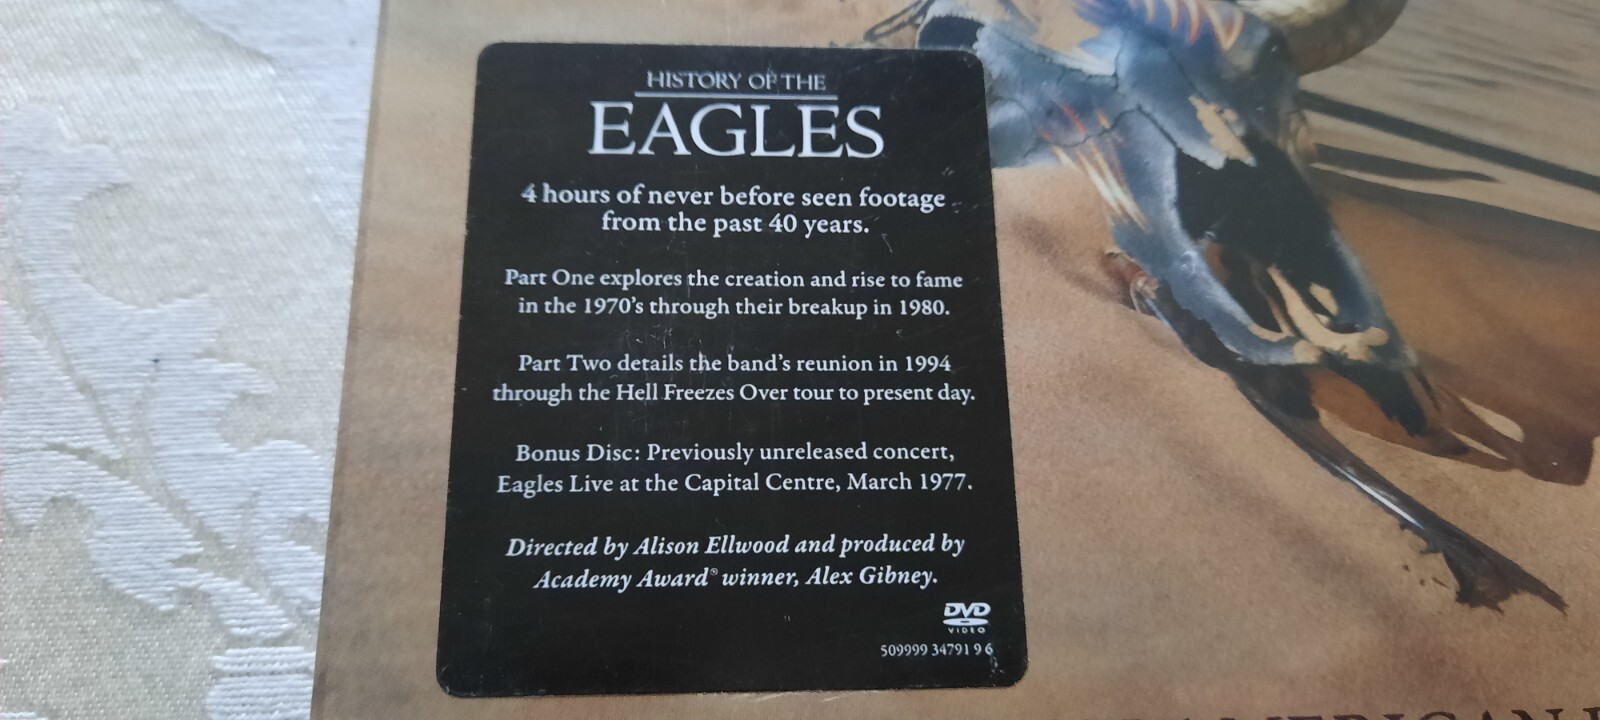 HISTORY OF THE
EAGLES
4 hours of never before seen footage
from the past 40 years.
Part One explores the creation and rise to fame
in the 1970's through their breakup in 1980.
Part Two details the band's reunion in 1994
through the Hell Freezes Over tour to present day.
Bonus Disc: Previously unreleased concert,
Eagles Live at the Capital Centre, March 1977.
Directed by Alison Ellwood and produced by
Academy Award® winner, Alex Gibney.
DVD
VIDEO
509999 34791 9 6